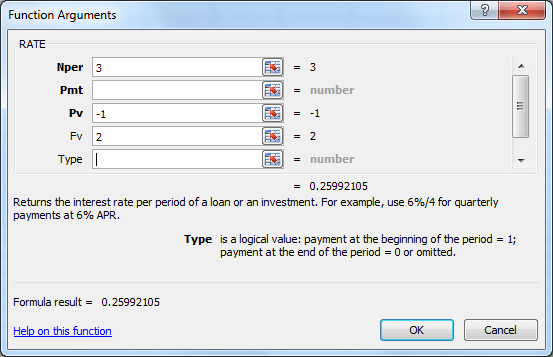 Function Arguments
RATE
Nper 3 = 3
Pmt = number
Pv -1 = -1
Fv 2 = 2
Type = number
= 0.25992105
Returns the interest rate per period of a loan or an investment. For example, use 6%/4 for quarterly
payments at 6% APR.
Type is a logical value: payment at the beginning of the period = 1;
payment at the end of the period = 0 or omitted.
Formula result = 0.25992105
Help on this function OK Cancel